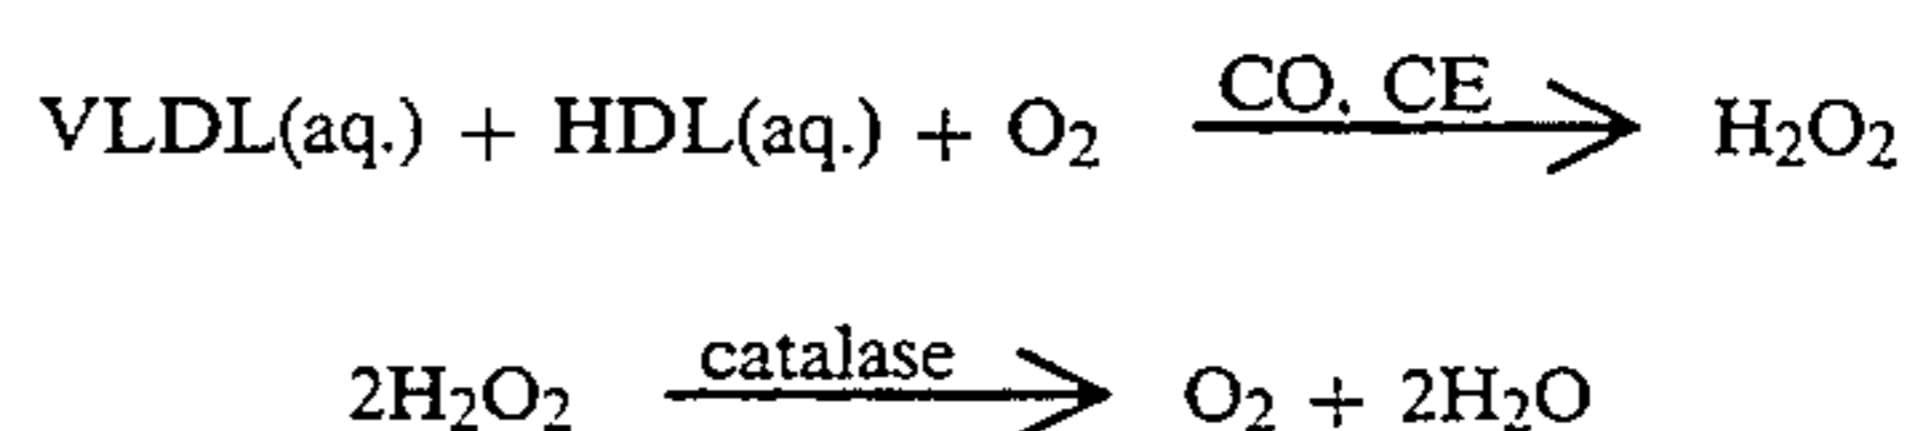 VLDL(aq.) + HDL(aq.) + O₂ —CO, CE→ H₂O₂
2H₂O₂ —catalase→ O₂ + 2H₂O